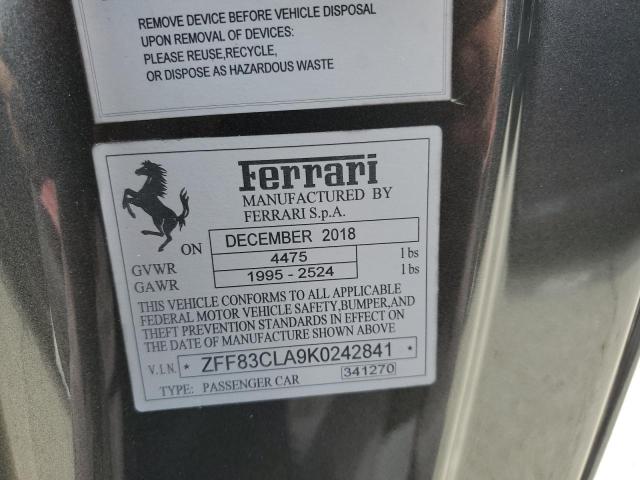 REMOVE DEVICE BEFORE VEHICLE DISPOSAL
UPON REMOVAL OF DEVICES:
PLEASE REUSE,RECYCLE,
OR DISPOSE AS HAZARDOUS WASTE
Ferrari
MANUFACTURED BY
FERRARI S.p.A.
ON DECEMBER 2018
GVWR 4475 lbs
GAWR 1995 - 2524 lbs
THIS VEHICLE CONFORMS TO ALL APPLICABLE
FEDERAL MOTOR VEHICLE SAFETY,BUMPER,AND
THEFT PREVENTION STANDARDS IN EFFECT ON
THE DATE OF MANUFACTURE SHOWN ABOVE
V.I.N. * ZFF83CLA9K0242841 *
TYPE: PASSENGER CAR 341270